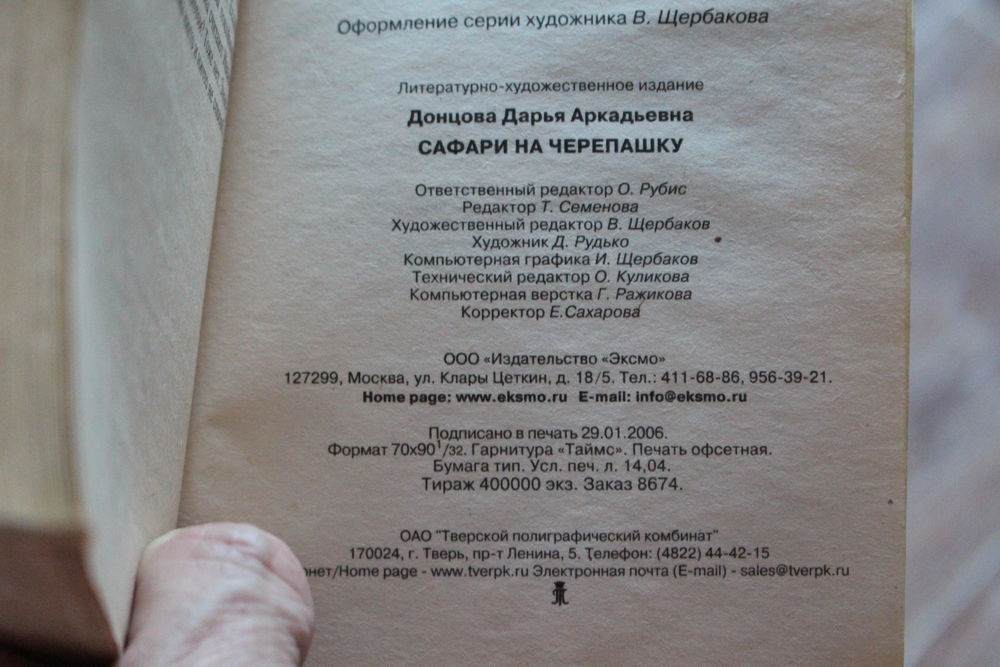 Оформление серии художника В. Щербакова
Литературно-художественное издание
Донцова Дарья Аркадьевна
САФАРИ НА ЧЕРЕПАШКУ
Ответственный редактор О. Рубис
Редактор Т. Семенова
Художественный редактор В. Щербаков
Художник Д. Рудько
Компьютерная графика И. Щербаков
Технический редактор О. Куликова
Компьютерная верстка Г. Ражикова
Корректор Е.Сахарова
ООО «Издательство «Эксмо»
127299, Москва, ул. Клары Цеткин, д. 18/5. Тел.: 411-68-86, 956-39-21.
Home page: www.eksmo.ru E-mail: info@eksmo.ru
Подписано в печать 29.01.2006.
Формат 70x90 1/32. Гарнитура «Таймс». Печать офсетная.
Бумага тип. Усл. печ. л. 14,04.
Тираж 400000 экз. Заказ 8674.
ОАО "Тверской полиграфический комбинат"
170024, г. Тверь, пр-т Ленина, 5. Телефон: (4822) 44-42-15
/Home page - www.tverpk.ru Электронная почта (E-mail) - sales@tverpk.ru